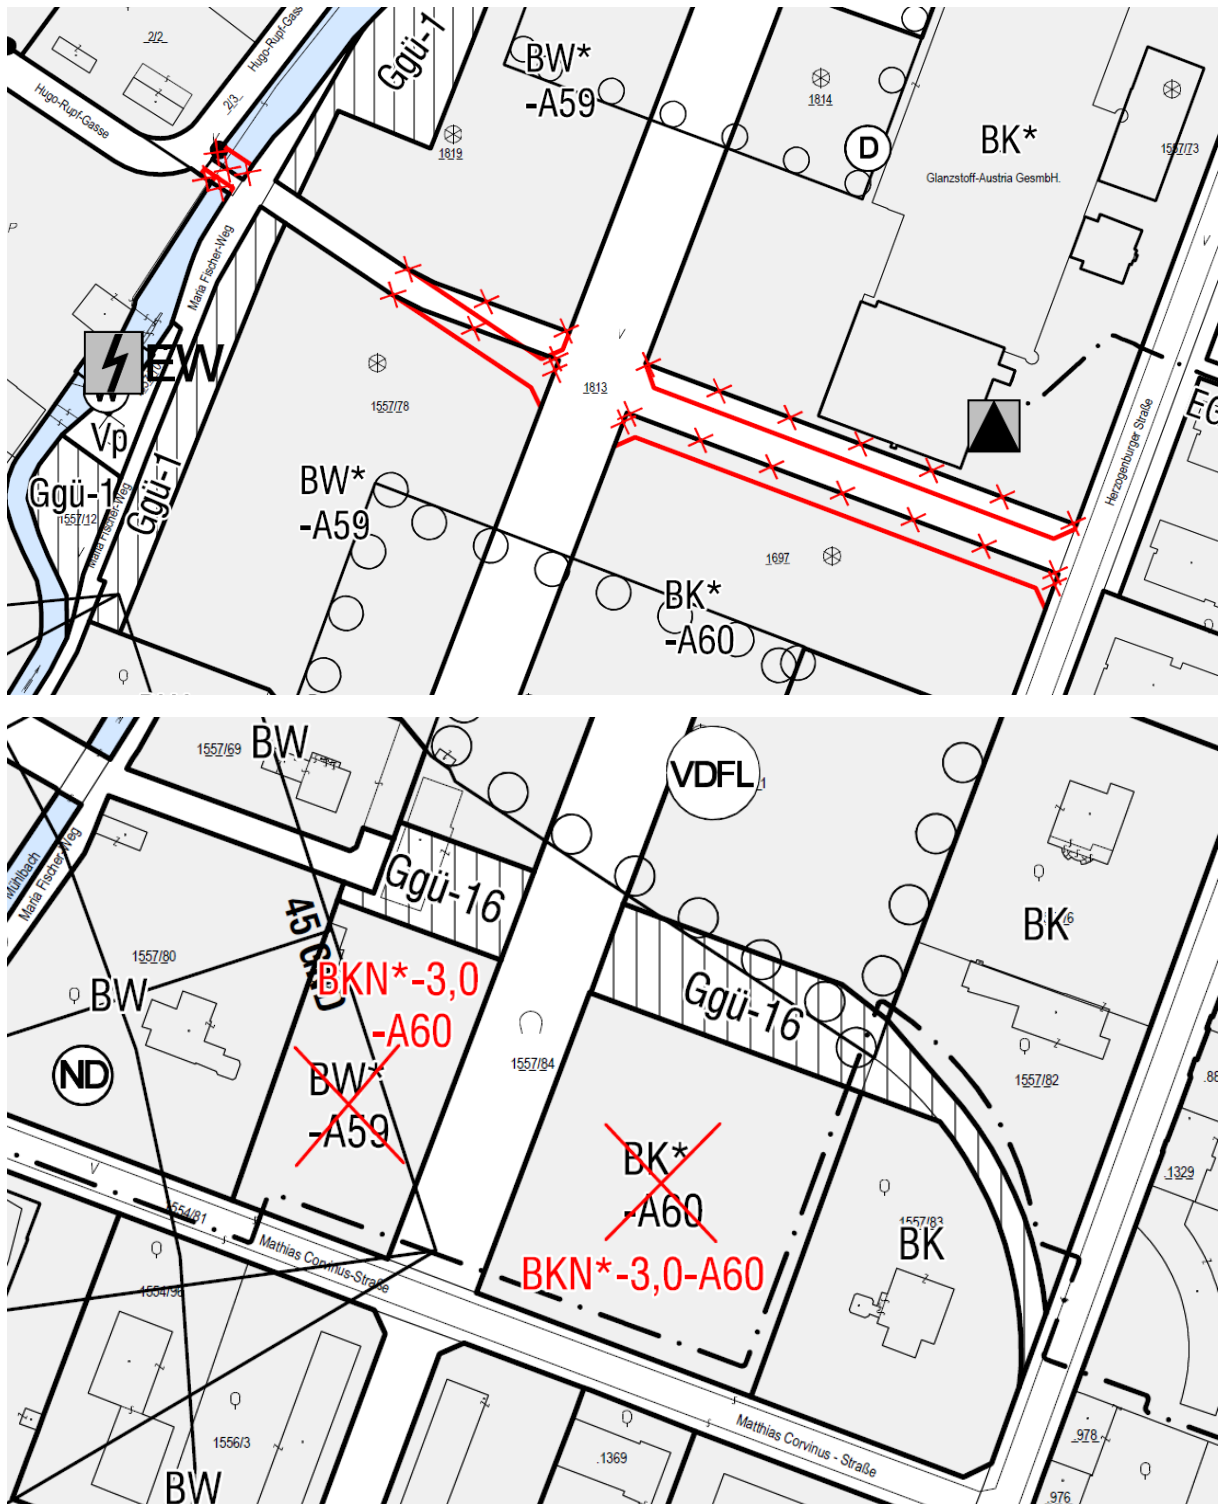 2/2
Hugo-Rupf-Gasse
Hugo-Rupf-Gasse
2/3
Ggü-1
BW*
-A59
1819
1814
D
BK*
Glanzstoff-Austria GesmbH.
1557/73
P
V
Maria Fischer-Weg
EW
V
1813
1557/78
Vp
Ggü-1
1557/12
Ggü-1
Maria Fischer-Weg
BW*
-A59
Herzogenburger Straße
1697
BK*
-A60
1557/69
BW
VDFL
Mühlbach
Maria Fischer-Weg
Ggü-16
1557/80
BW
ND
BKN*-3,0
-A60
BW*
-A59
1557/84
Ggü-16
BK
1557/82
.1329
BK*
-A60
BKN*-3,0-A60
1557/83
BK
V
1554/81
Mathias Corvinus-Straße
1556/3
BW
.1369
Matthias Corvinus - Straße
.978
.976